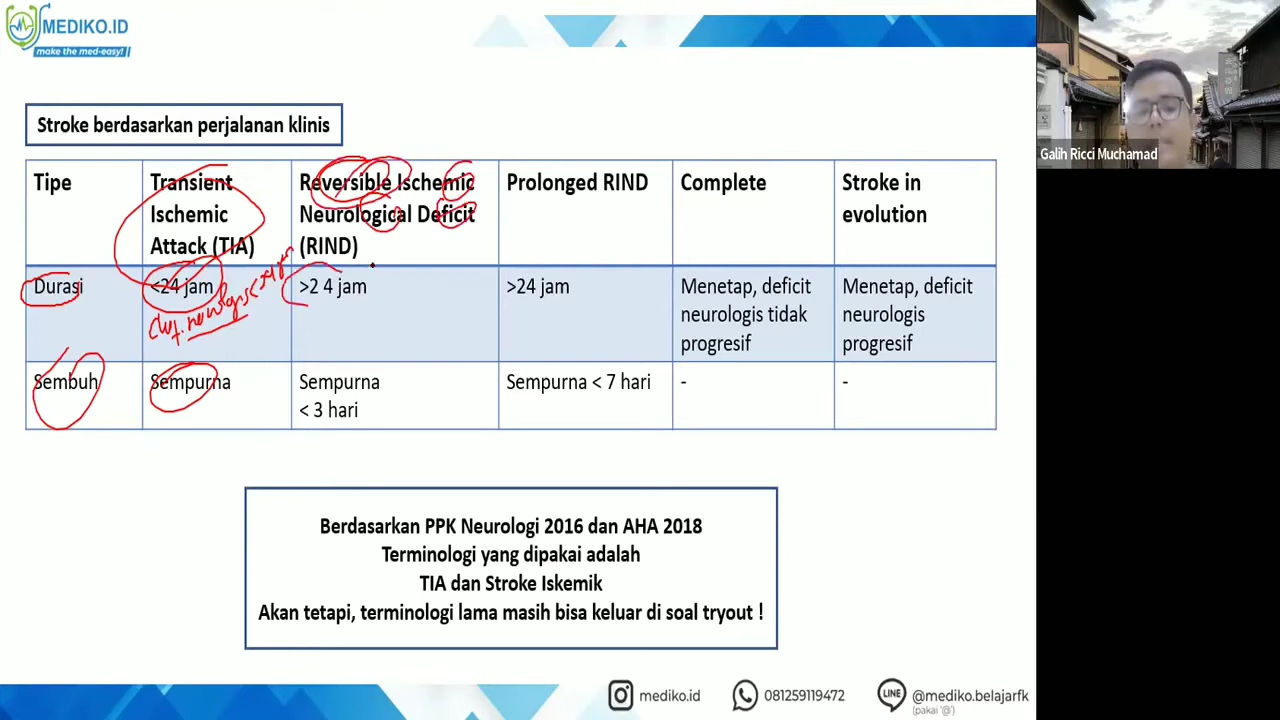 MEDIKO.ID
make the med-easy!
Galih Ricci Muchamad
Stroke berdasarkan perjalanan klinis
Tipe
Transient
Ischemic
Attack (TIA)
Reversible Ischemic
Neurological Deficit
(RIND)
Prolonged RIND
Complete
Stroke in
evolution
Durasi
<24 jam
>2 4 jam
>24 jam
Menetap, deficit
neurologis tidak
progresif
Menetap, deficit
neurologis
progresif
Sembuh
Sempurna
Sempurna
< 3 hari
Sempurna < 7 hari
-
-
Berdasarkan PPK Neurologi 2016 dan AHA 2018
Terminologi yang dipakai adalah
TIA dan Stroke Iskemik
Akan tetapi, terminologi lama masih bisa keluar di soal tryout !
mediko.id
081259119472
LINE
@mediko.belajarfk
(pakai '@')